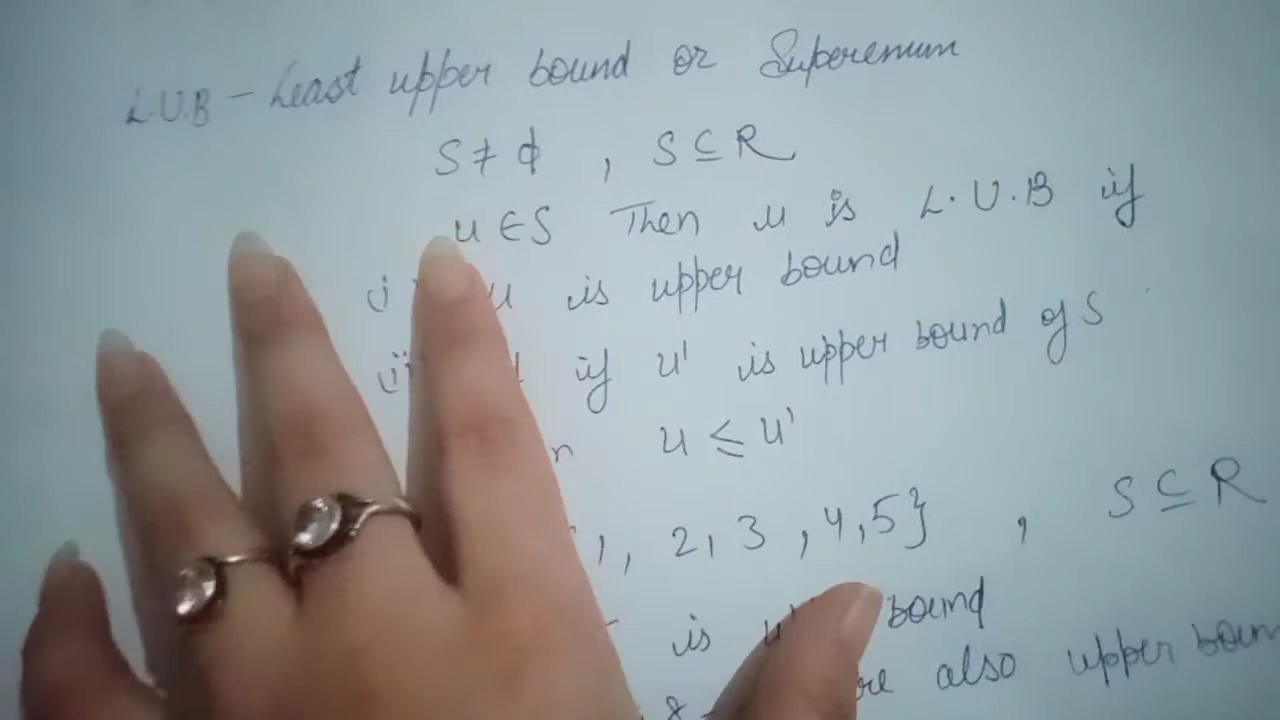 L.U.B - Least upper bound or Superemum
S ≠ ϕ , S ⊆ R
u ∈ S Then u is L.U.B if
i u is upper bound
ii if u' is upper bound of S
u ≤ u'
1, 2, 3, 4, 5} , S ⊆ R
is bound
also upper